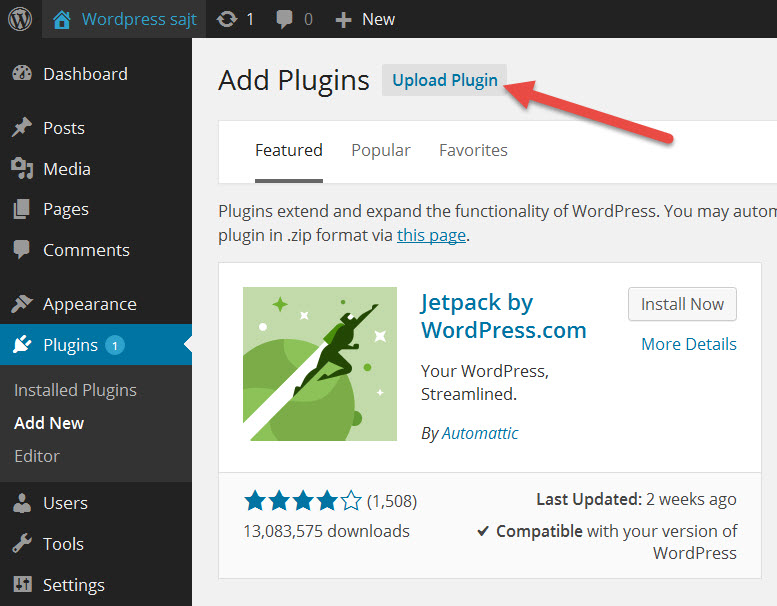 Wordpress sajt 1 0 New
Dashboard
Posts
Media
Pages
Comments
Appearance
Plugins 1
Installed Plugins
Add New
Editor
Users
Tools
Settings
Add Plugins Upload Plugin
Featured Popular Favorites
Plugins extend and expand the functionality of WordPress. You may autom
plugin in .zip format via this page.
Jetpack by
WordPress.com
Install Now
More Details
Your WordPress,
Streamlined.
By Automattic
(1,508)
13,083,575 downloads
Last Updated: 2 weeks ago
✔ Compatible with your version of
WordPress